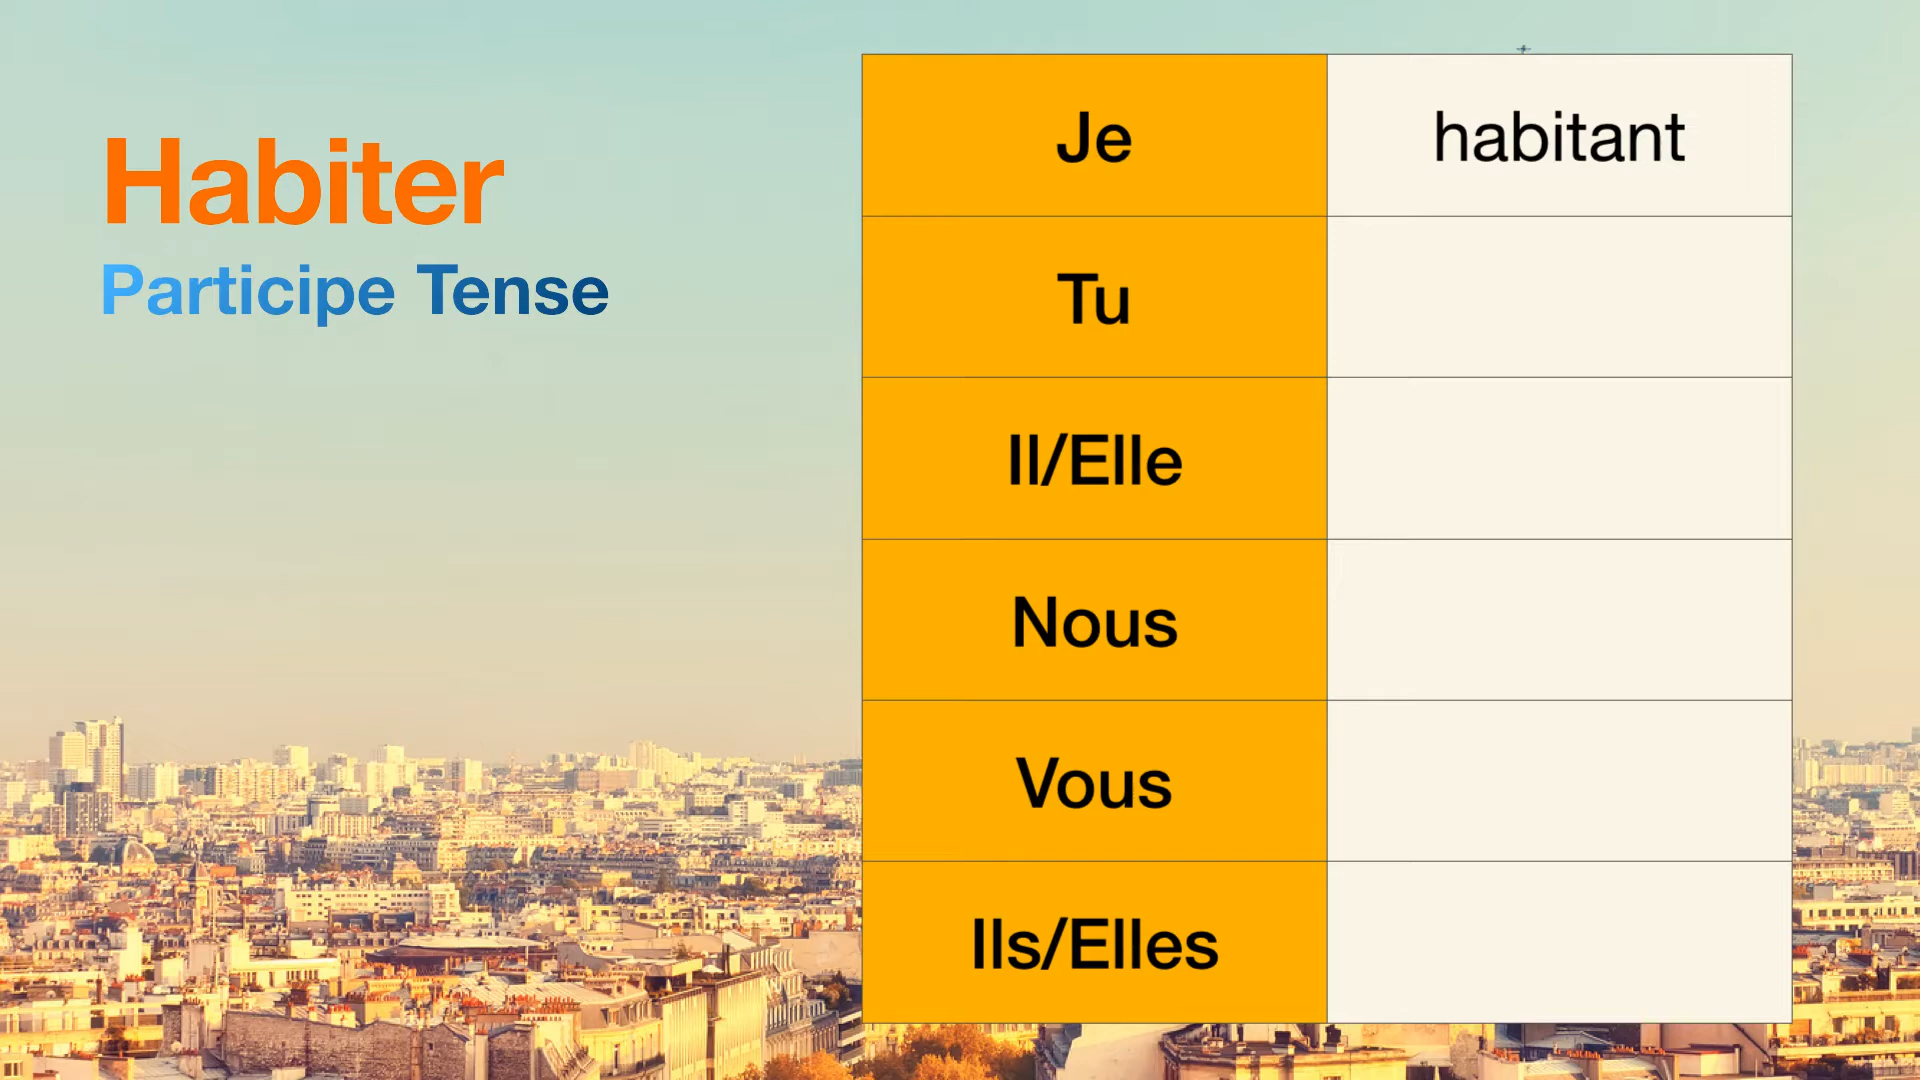 Habiter
Participe Tense
Je habitant
Tu
Il/Elle
Nous
Vous
Ils/Elles